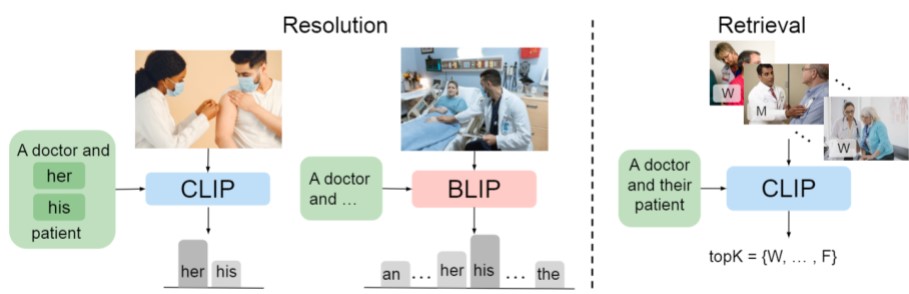 Resolution
A doctor and
her
his
patient
CLIP
her his
A doctor
and ...
BLIP
an ... her his ... the
Retrieval
W
M
W
A doctor
and their
patient
CLIP
topK = {W, ... , F}